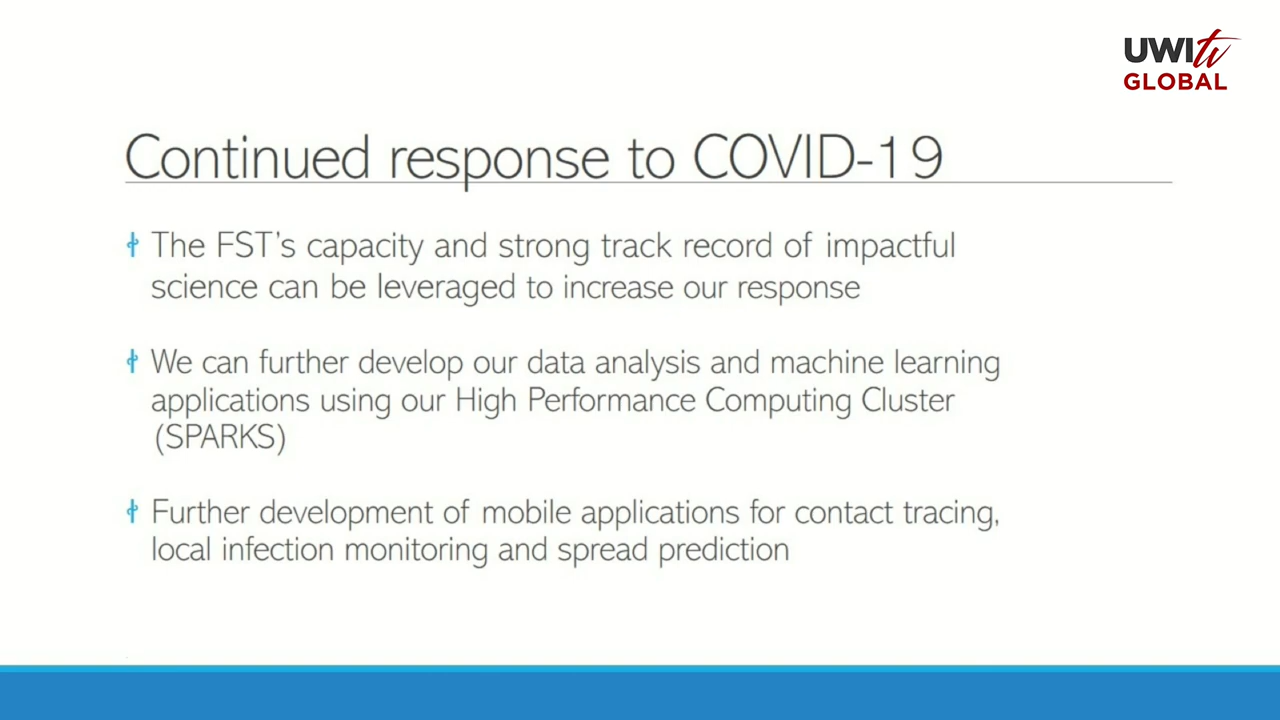 UWItv
GLOBAL
Continued response to COVID-19
The FST's capacity and strong track record of impactful
science can be leveraged to increase our response
We can further develop our data analysis and machine learning
applications using our High Performance Computing Cluster
(SPARKS)
Further development of mobile applications for contact tracing,
local infection monitoring and spread prediction